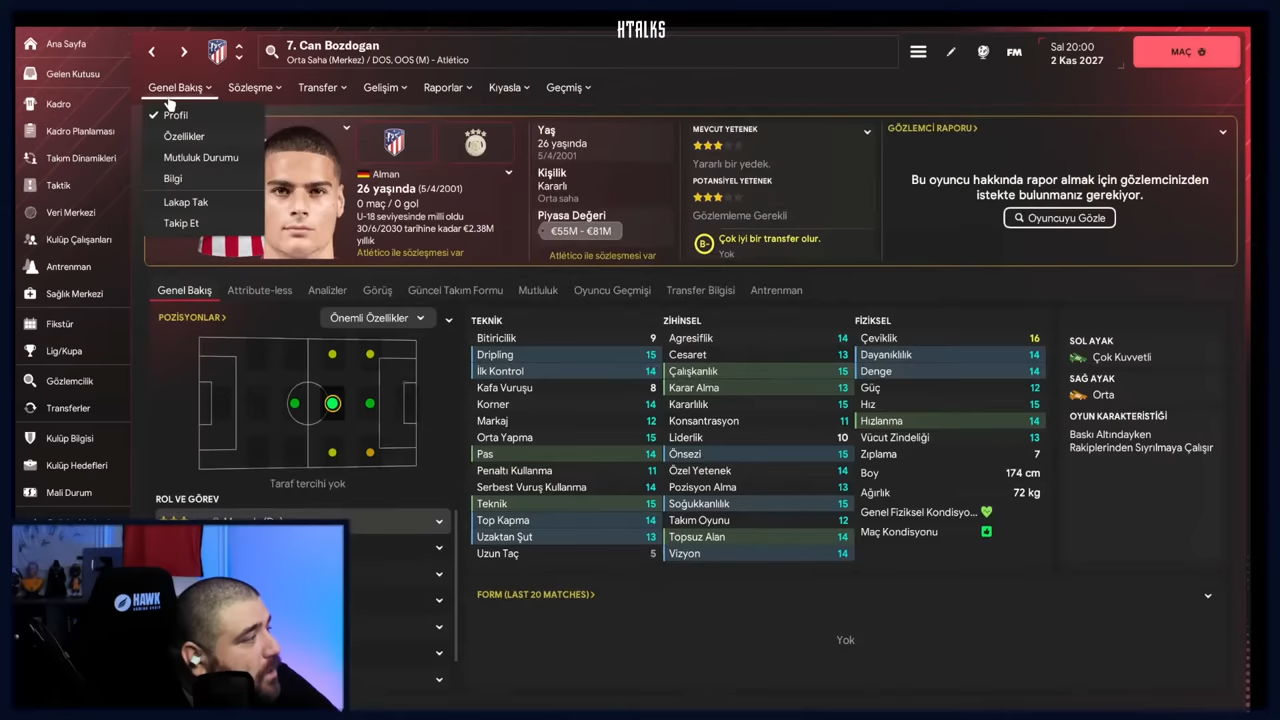 HTALKS
Ana Sayfa
Gelen Kutusu
Kadro
Kadro Planlaması
Takım Dinamikleri
Taktik
Veri Merkezi
Kulüp Çalışanları
Antrenman
Sağlık Merkezi
Fikstür
Lig/Kupa
Gözlemcilik
Transferler
Kulüp Bilgisi
Kulüp Hedefleri
Mali Durum
7. Can Bozdogan
Orta Saha (Merkez) / DOS, OOS (M) - Atlético
FM
Sal 20:00
2 Kas 2027
MAÇ
Genel Bakış
Sözleşme
Transfer
Gelişim
Raporlar
Kıyasla
Geçmiş
Profil
Özellikler
Mutluluk Durumu
Bilgi
Lakap Tak
Takip Et
Alman
26 yaşında (5/4/2001)
0 maç / 0 gol
U-18 seviyesinde milli oldu
30/6/2030 tarihine kadar €2.38M
yıllık
Atlético ile sözleşmesi var
Yaş
26 yaşında
5/4/2001
Kişilik
Kararlı
Orta saha
Piyasa Değeri
€55M - €81M
Atlético ile sözleşmesi var
MEVCUT YETENEK
Yararlı bir yedek.
POTANSİYEL YETENEK
Gözlemleme Gerekli
B-
Çok iyi bir transfer olur.
Yok
GÖZLEMCİ RAPORU
Bu oyuncu hakkında rapor almak için gözlemcinizden
istekte bulunmanız gerekiyor.
Oyuncuyu Gözle
Genel Bakış
Attribute-less
Analizler
Görüş
Güncel Takım Formu
Mutluluk
Oyuncu Geçmişi
Transfer Bilgisi
Antrenman
POZİSYONLAR
Önemli Özellikler
Taraf tercihi yok
ROL VE GÖREV
TEKNİK
Bitiricilik 9
Dripling 15
İlk Kontrol 14
Kafa Vuruşu 8
Korner 14
Markaj 12
Orta Yapma 15
Pas 14
Penaltı Kullanma 11
Serbest Vuruş Kullanma 14
Teknik 15
Top Kapma 14
Uzaktan Şut 13
Uzun Taç 5
ZİHİNSEL
Agresiflik 14
Cesaret 13
Çalışkanlık 15
Karar Alma 13
Kararlılık 15
Konsantrasyon 11
Liderlik 10
Önsezi 15
Özel Yetenek 14
Pozisyon Alma 13
Soğukkanlılık 15
Takım Oyunu 12
Topsuz Alan 14
Vizyon 14
FİZİKSEL
Çeviklik 16
Dayanıklılık 14
Denge 14
Güç 12
Hız 15
Hızlanma 14
Vücut Zindeliği 13
Zıplama 7
Boy 174 cm
Ağırlık 72 kg
Genel Fiziksel Kondisyo...
Maç Kondisyonu
SOL AYAK
Çok Kuvvetli
SAĞ AYAK
Orta
OYUN KARAKTERİSTİĞİ
Baskı Altındayken
Rakiplerinden Sıyrılmaya Çalışır
FORM (LAST 20 MATCHES)
Yok
HAWK